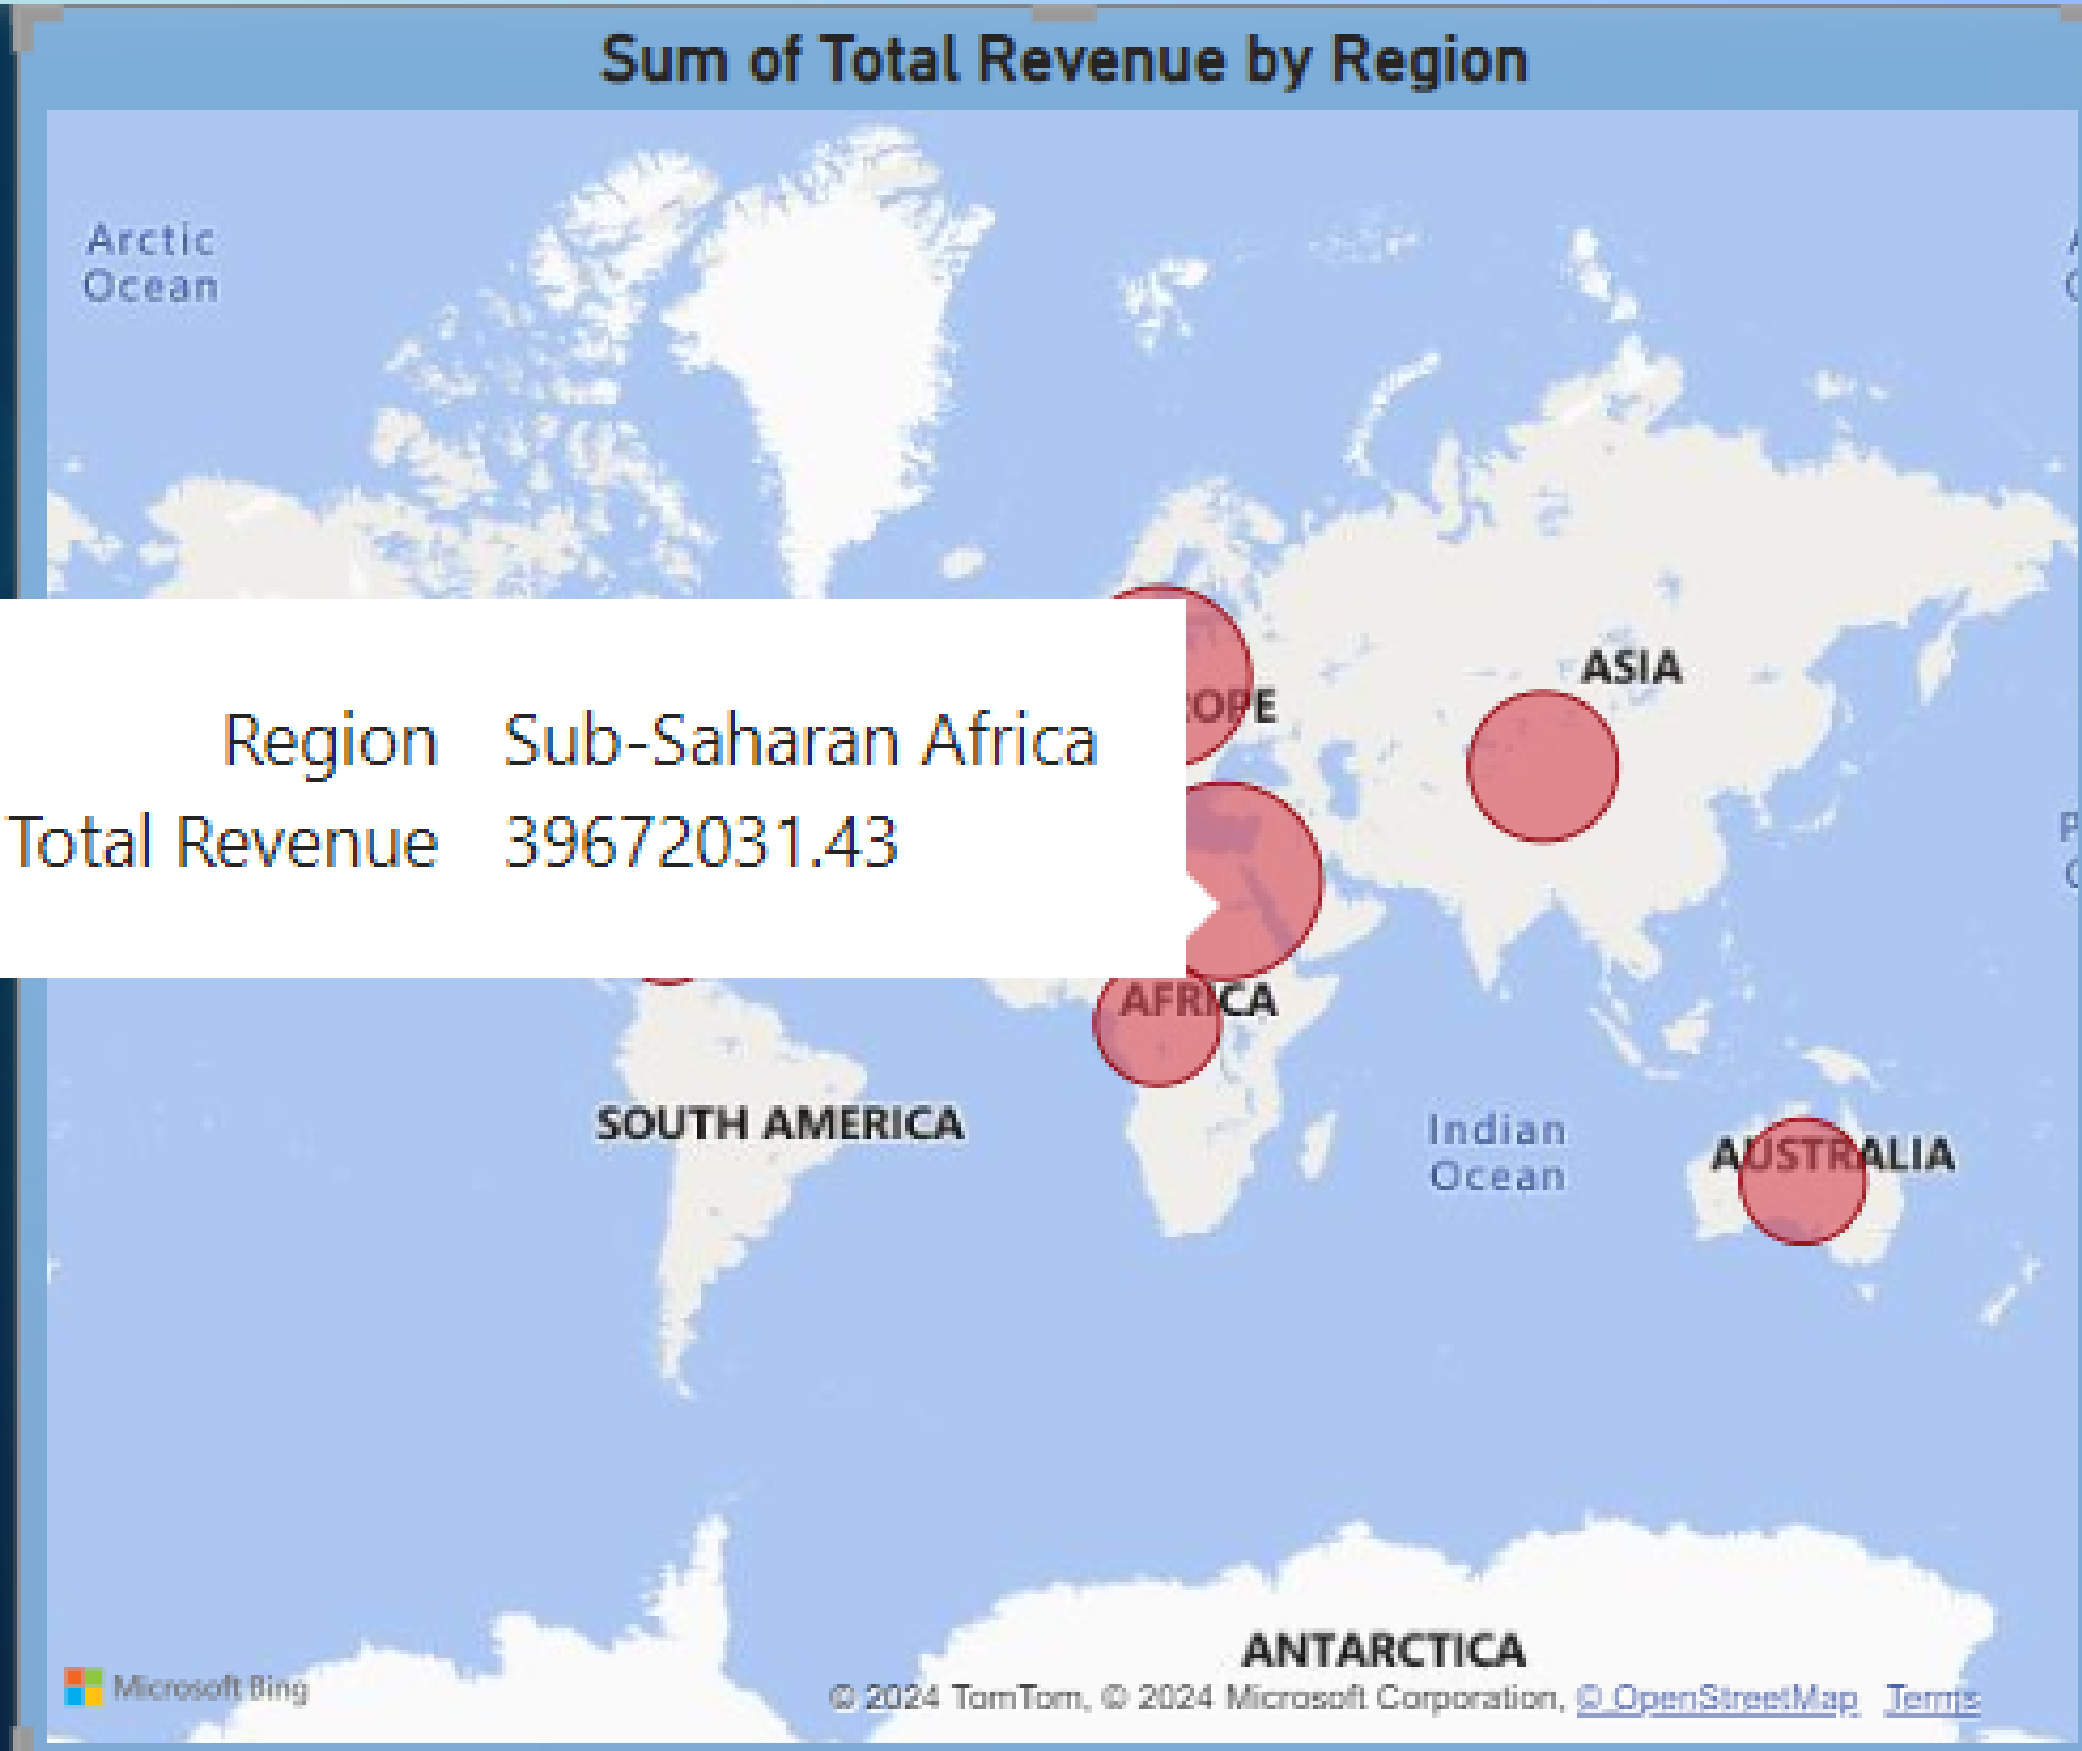 Sum of Total Revenue by Region
Arctic
Ocean
ASIA
OPE
Region Sub-Saharan Africa
Total Revenue 39672031.43
AFRICA
SOUTH AMERICA
Indian
Ocean
AUSTRALIA
ANTARCTICA
Microsoft Bing
© 2024 TomTom, © 2024 Microsoft Corporation, © OpenStreetMap Terms